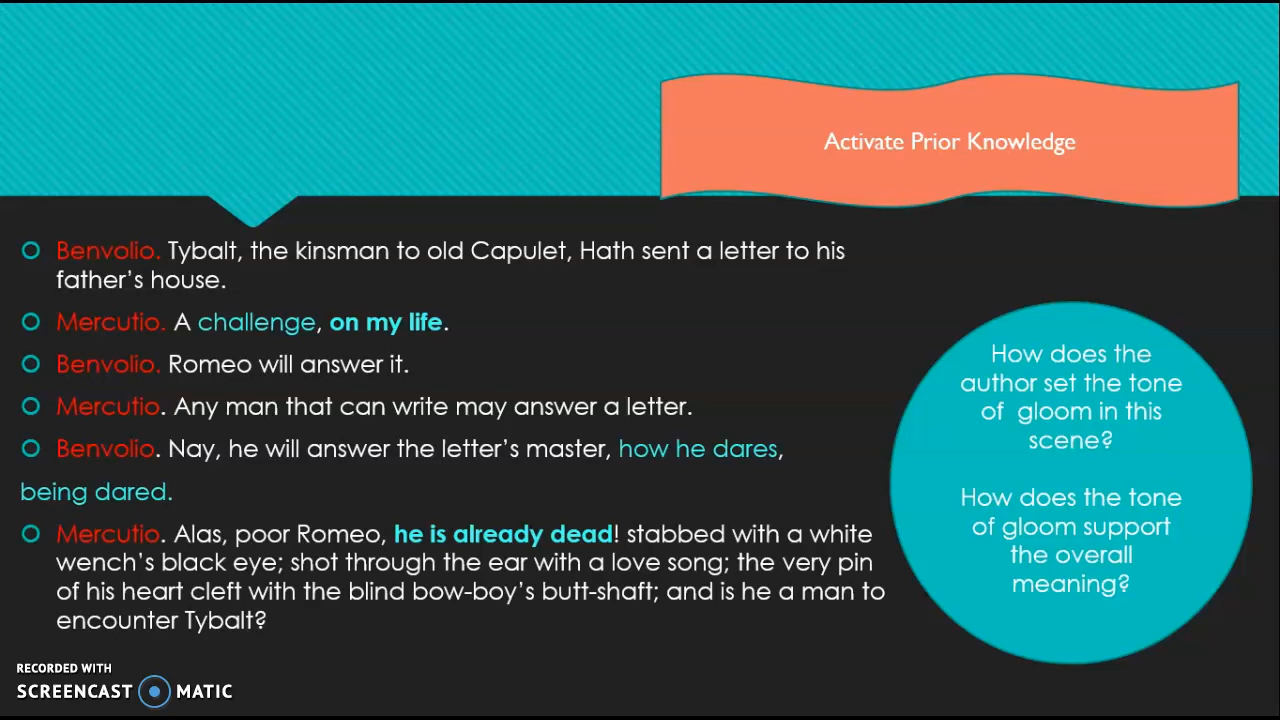 Activate Prior Knowledge
Benvolio. Tybalt, the kinsman to old Capulet, Hath sent a letter to his
father's house.
Mercutio. A challenge, on my life.
Benvolio. Romeo will answer it.
Mercutio. Any man that can write may answer a letter.
Benvolio. Nay, he will answer the letter's master, how he dares,
being dared.
Mercutio. Alas, poor Romeo, he is already dead! stabbed with a white
wench's black eye; shot through the ear with a love song; the very pin
of his heart cleft with the blind bow-boy's butt-shaft; and is he a man to
encounter Tybalt?
How does the
author set the tone
of gloom in this
scene?
How does the tone
of gloom support
the overall
meaning?
RECORDED WITH
SCREENCAST MATIC